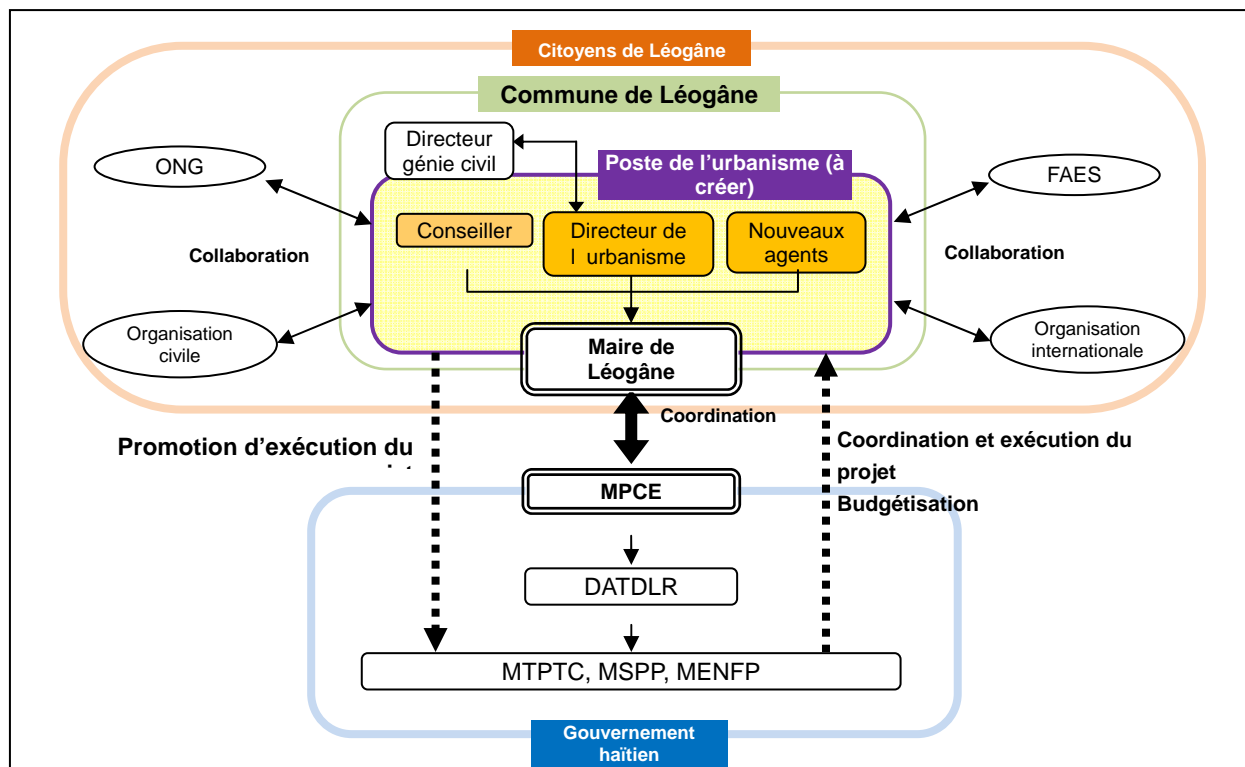 Citoyens de Léogâne
Commune de Léogâne
Directeur
génie civil
Poste de l’urbanisme (à
créer)
ONG
FAES
Conseiller
Directeur de
l urbanisme
Nouveaux
agents
Collaboration
Collaboration
Organisation
civile
Organisation
internationale
Maire de
Léogâne
Coordination
Promotion d’exécution du
Coordination et exécution du
projet
Budgétisation
MPCE
DATDLR
MTPTC, MSPP, MENFP
Gouvernement
haïtien